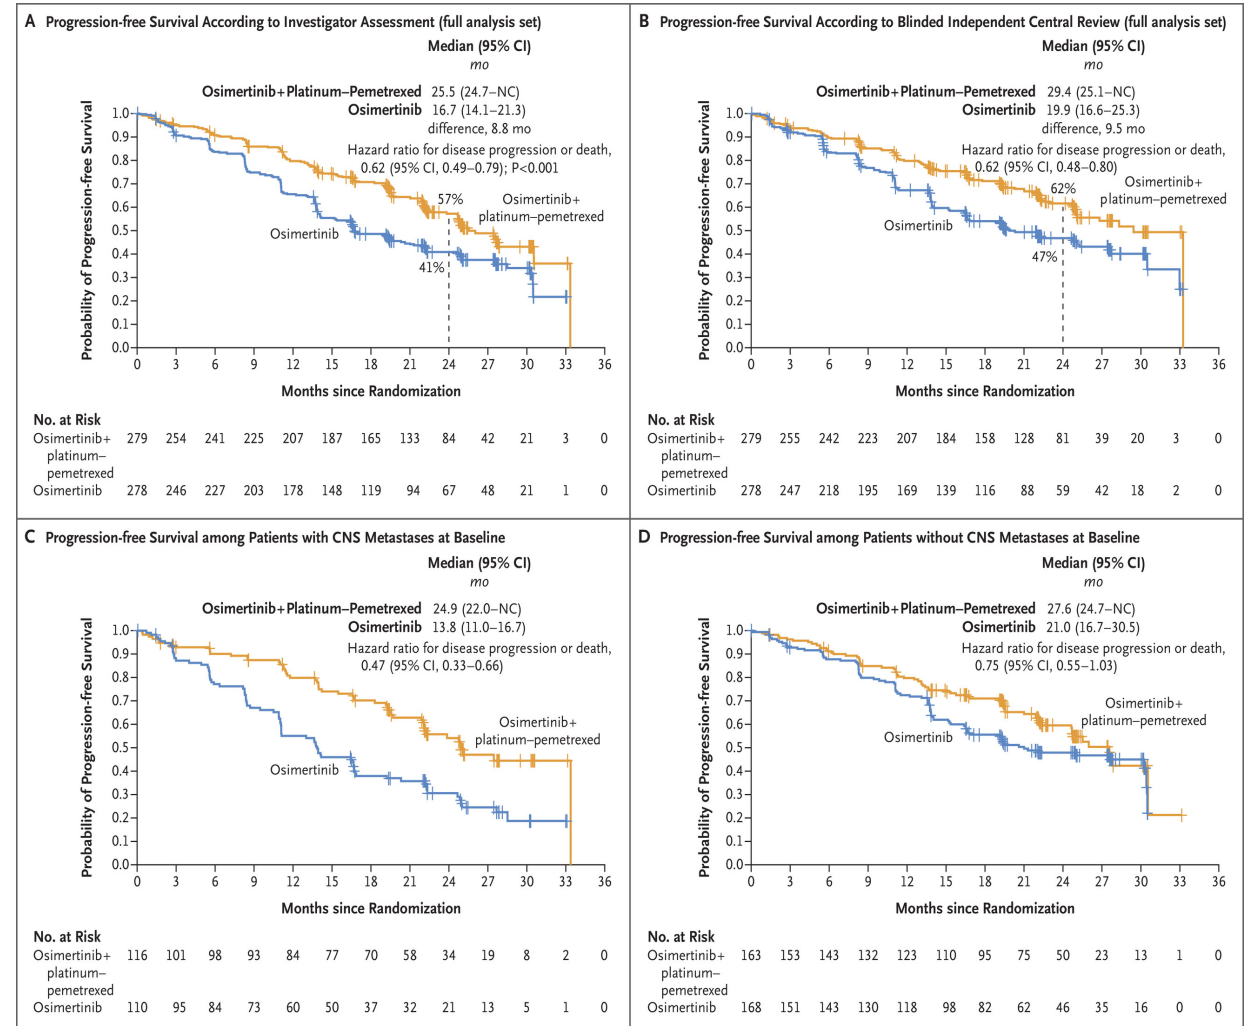 A Progression-free Survival According to Investigator Assessment (full analysis set)
Median (95% CI)
mo
Osimertinib+Platinum–Pemetrexed 25.5 (24.7–NC)
Osimertinib 16.7 (14.1–21.3)
difference, 8.8 mo
Hazard ratio for disease progression or death,
0.62 (95% CI, 0.49–0.79); P<0.001
Probability of Progression-free Survival
1.0
0.9
0.8
0.7
0.6
0.5
0.4
0.3
0.2
0.1
0.0
57%
Osimertinib+
platinum–pemetrexed
Osimertinib
41%
0 3 6 9 12 15 18 21 24 27 30 33 36
Months since Randomization
No. at Risk
Osimertinib+
platinum–
pemetrexed
279 254 241 225 207 187 165 133 84 42 21 3 0
Osimertinib 278 246 227 203 178 148 119 94 67 48 21 1 0
B Progression-free Survival According to Blinded Independent Central Review (full analysis set)
Median (95% CI)
mo
Osimertinib+Platinum–Pemetrexed 29.4 (25.1–NC)
Osimertinib 19.9 (16.6–25.3)
difference, 9.5 mo
Hazard ratio for disease progression or death,
0.62 (95% CI, 0.48–0.80)
Probability of Progression-free Survival
1.0
0.9
0.8
0.7
0.6
0.5
0.4
0.3
0.2
0.1
0.0
62%
Osimertinib+
platinum–pemetrexed
Osimertinib
47%
0 3 6 9 12 15 18 21 24 27 30 33 36
Months since Randomization
No. at Risk
Osimertinib+
platinum–
pemetrexed
279 255 242 223 207 184 158 128 81 39 20 3 0
Osimertinib 278 247 218 195 169 139 116 88 59 42 18 2 0
C Progression-free Survival among Patients with CNS Metastases at Baseline
Median (95% CI)
mo
Osimertinib+Platinum–Pemetrexed 24.9 (22.0–NC)
Osimertinib 13.8 (11.0–16.7)
Hazard ratio for disease progression or death,
0.47 (95% CI, 0.33–0.66)
Probability of Progression-free Survival
1.0
0.9
0.8
0.7
0.6
0.5
0.4
0.3
0.2
0.1
0.0
Osimertinib+
platinum–pemetrexed
Osimertinib
0 3 6 9 12 15 18 21 24 27 30 33 36
Months since Randomization
No. at Risk
Osimertinib+
platinum–
pemetrexed
116 101 98 93 84 77 70 58 34 19 8 2 0
Osimertinib 110 95 84 73 60 50 37 32 21 13 5 1 0
D Progression-free Survival among Patients without CNS Metastases at Baseline
Median (95% CI)
mo
Osimertinib+Platinum–Pemetrexed 27.6 (24.7–NC)
Osimertinib 21.0 (16.7–30.5)
Hazard ratio for disease progression or death,
0.75 (95% CI, 0.55–1.03)
Probability of Progression-free Survival
1.0
0.9
0.8
0.7
0.6
0.5
0.4
0.3
0.2
0.1
0.0
Osimertinib+
platinum–pemetrexed
Osimertinib
0 3 6 9 12 15 18 21 24 27 30 33 36
Months since Randomization
No. at Risk
Osimertinib+
platinum–
pemetrexed
163 153 143 132 123 110 95 75 50 23 13 1 0
Osimertinib 168 151 143 130 118 98 82 62 46 35 16 0 0